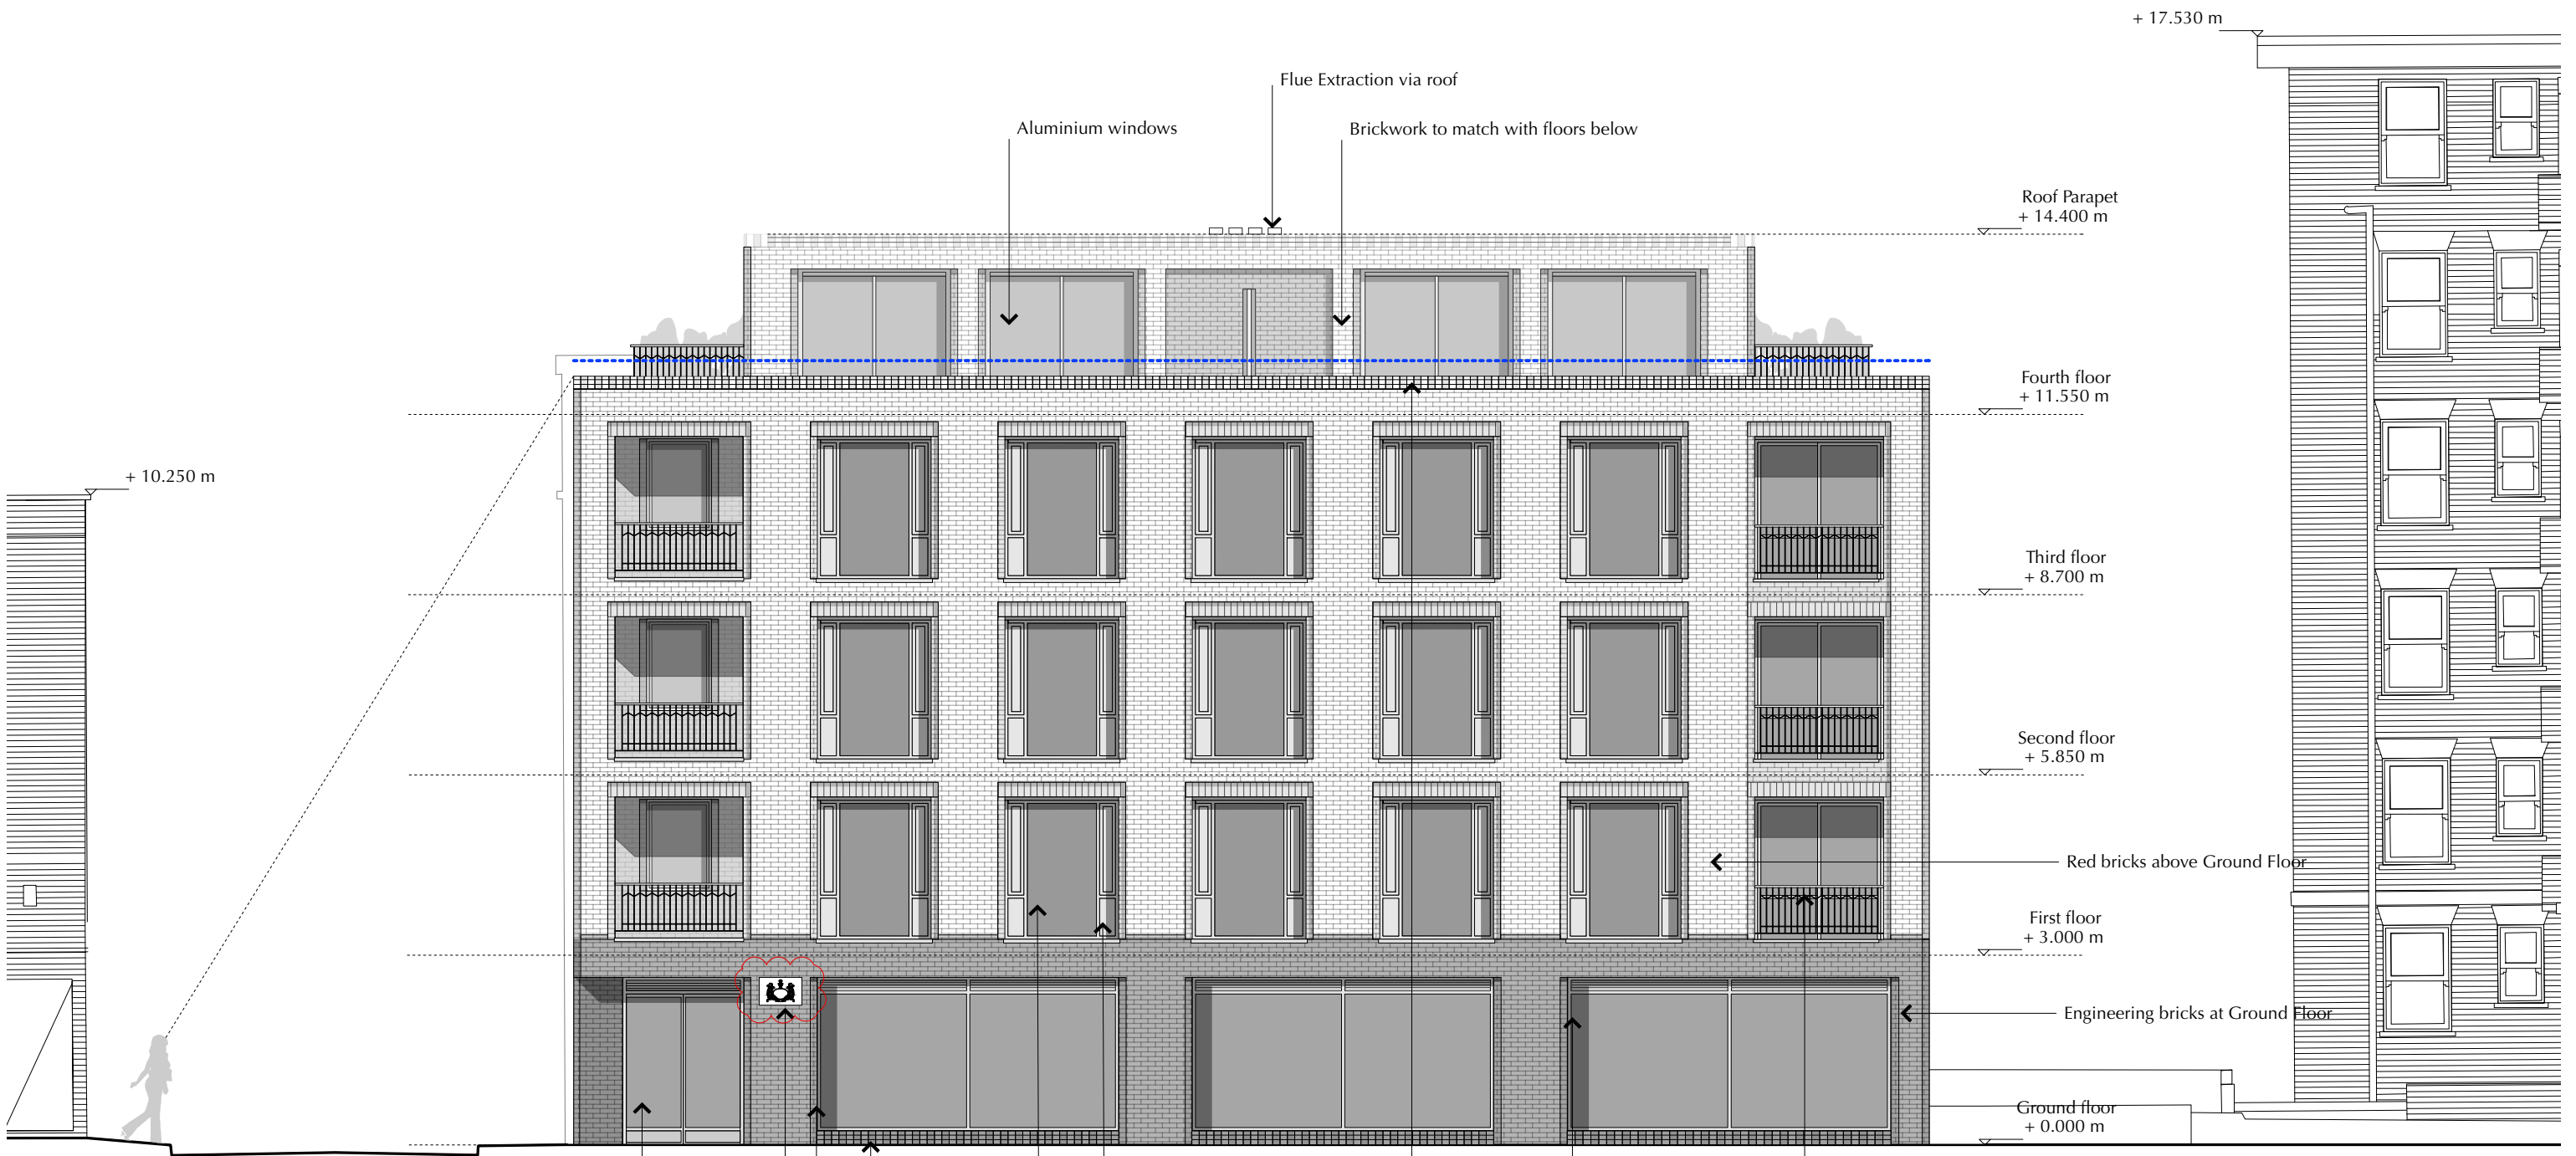 + 17.530 m
Flue Extraction via roof
Aluminium windows
Brickwork to match with floors below
Roof Parapet
+ 14.400 m
Fourth floor
+ 11.550 m
+ 10.250 m
Third floor
+ 8.700 m
Second floor
+ 5.850 m
Red bricks above Ground Floor
First floor
+ 3.000 m
Engineering bricks at Ground Floor
Ground floor
+ 0.000 m